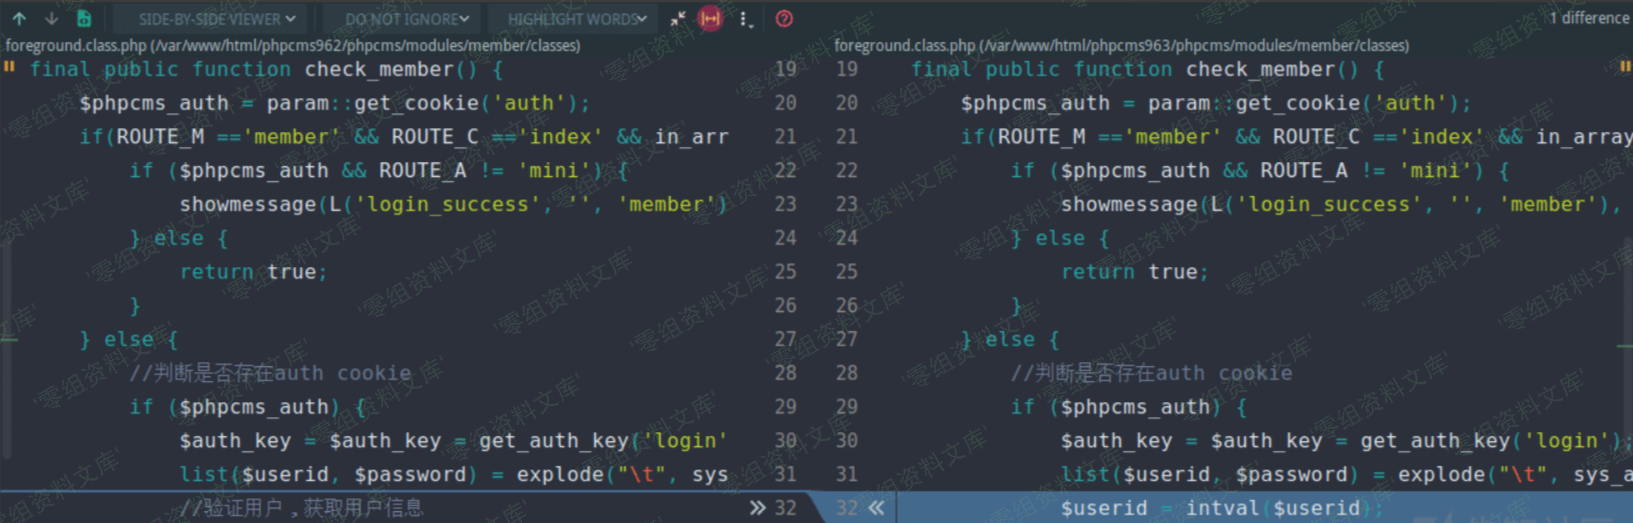 SIDE-BY-SIDE VIEWER DO NOT IGNORE HIGHLIGHT WORDS 1 difference
foreground.class.php (/var/www/html/phpcms962/phpcms/modules/member/classes)
final public function check_member() { 19
$phpcms_auth = param::get_cookie('auth'); 20
if(ROUTE_M =='member' && ROUTE_C =='index' && in_arr 21
if ($phpcms_auth && ROUTE_A != 'mini') { 22
showmessage(L('login_success', '', 'member') 23
} else { 24
return true; 25
} 26
} else { 27
//判断是否存在auth cookie 28
if ($phpcms_auth) { 29
$auth_key = $auth_key = get_auth_key('login' 30
list($userid, $password) = explode("\t", sys 31
//验证用户，获取用户信息 32
foreground.class.php (/var/www/html/phpcms963/phpcms/modules/member/classes)
19 final public function check_member() {
20 $phpcms_auth = param::get_cookie('auth');
21 if(ROUTE_M =='member' && ROUTE_C =='index' && in_array
22 if ($phpcms_auth && ROUTE_A != 'mini') {
23 showmessage(L('login_success', '', 'member'),
24 } else {
25 return true;
26 }
27 } else {
28 //判断是否存在auth cookie
29 if ($phpcms_auth) {
30 $auth_key = $auth_key = get_auth_key('login');
31 list($userid, $password) = explode("\t", sys_a
32 $userid = intval($userid);
'零组资料文库'